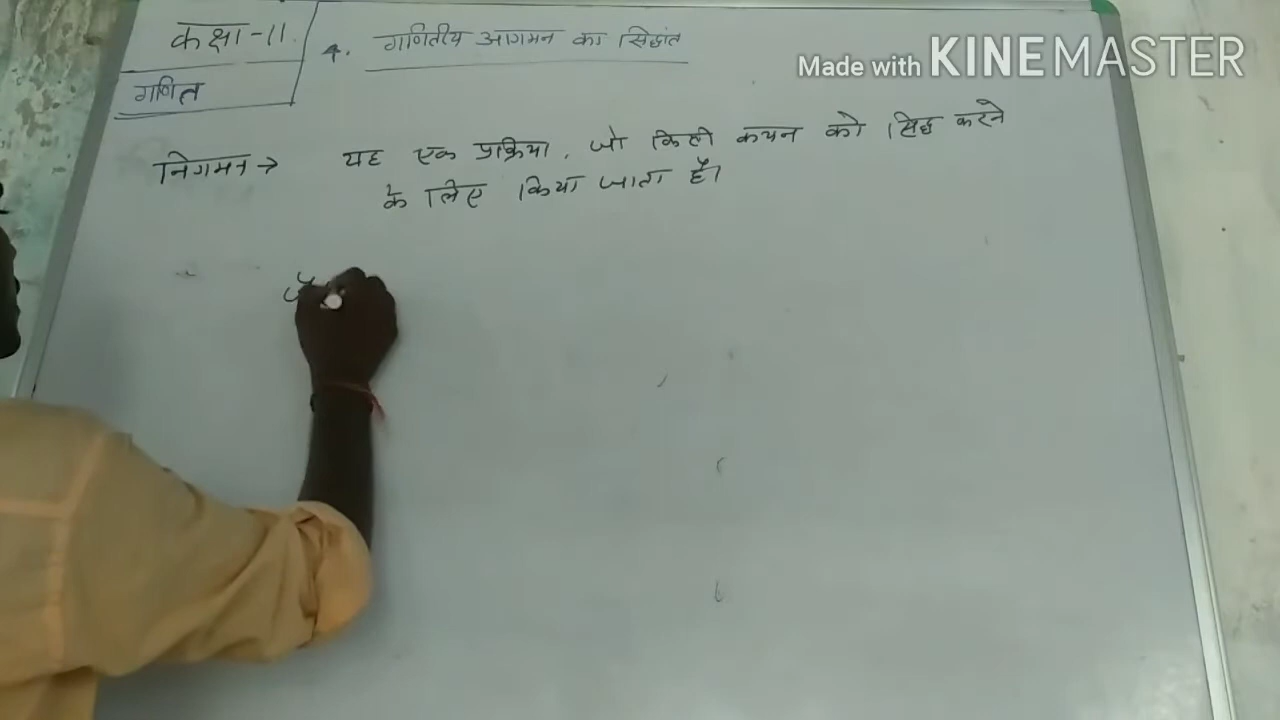 कक्षा-11.
गणित
4. गणितीय आगमन का सिद्धांत
Made with KINEMASTER
निगमन → यह एक प्रक्रिया, जो किसी कथन को सिद्ध करने
के लिए किया जाता है।